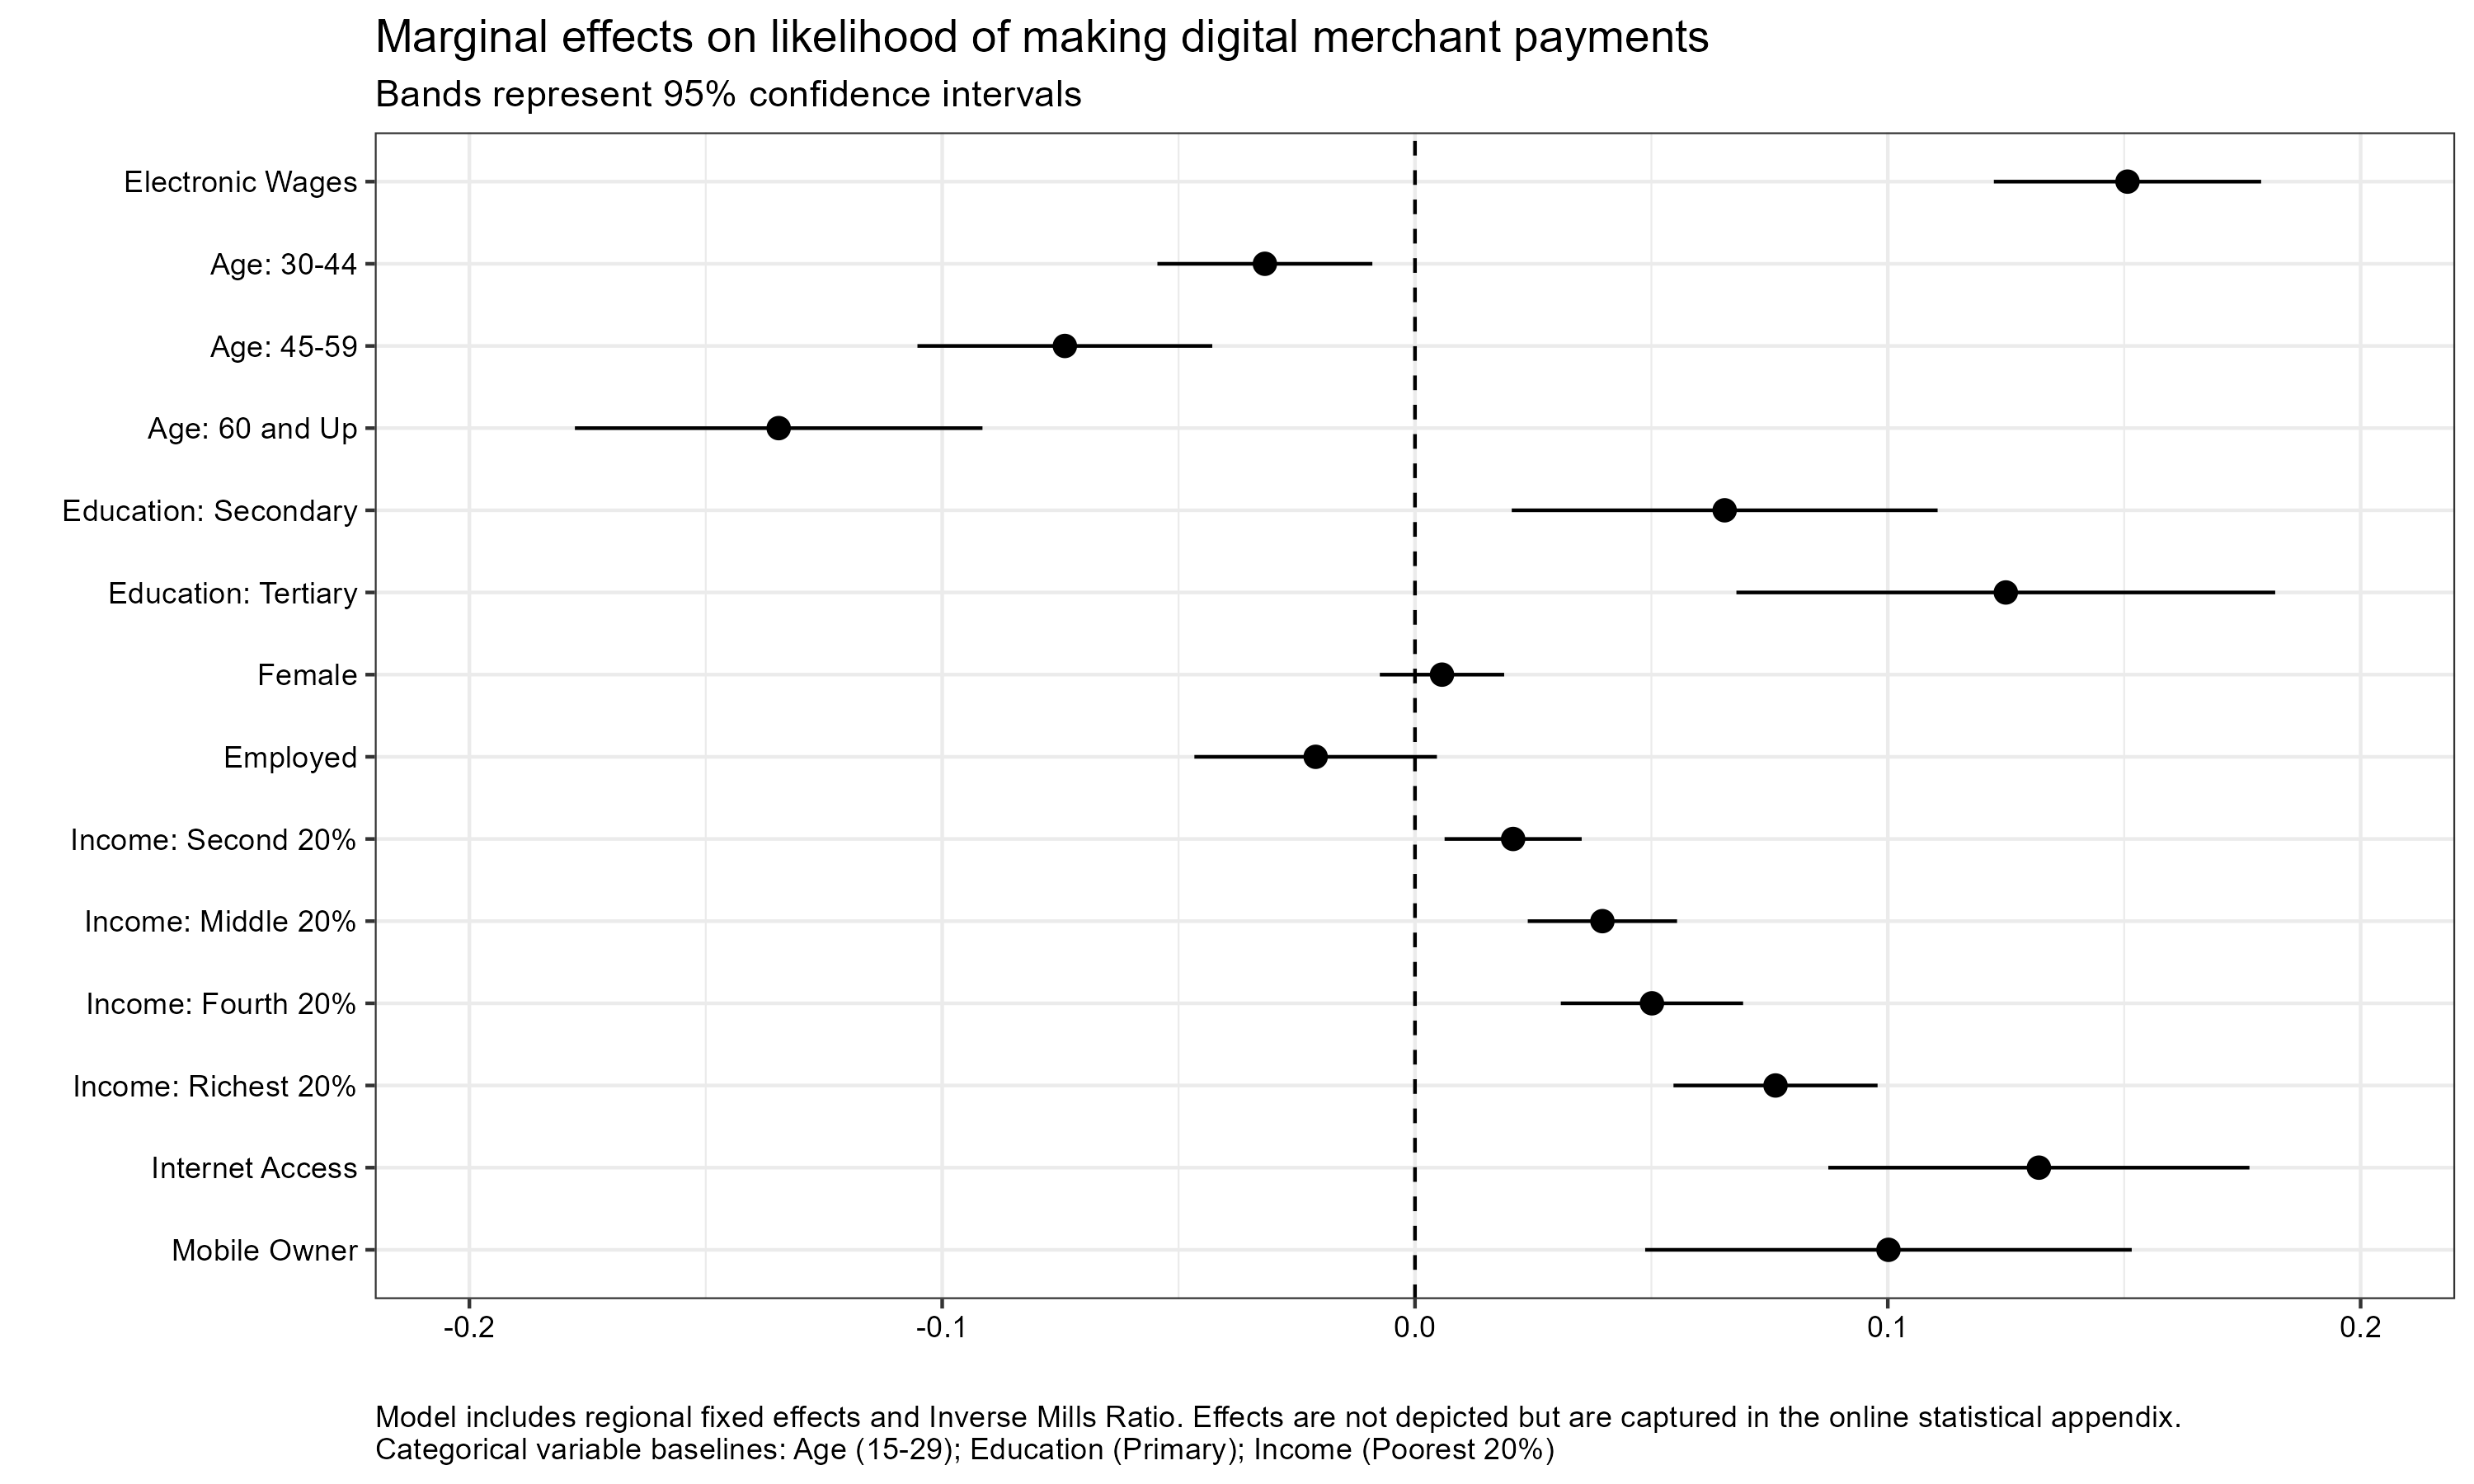 Marginal effects on likelihood of making digital merchant payments
Bands represent 95% confidence intervals
Electronic Wages
Age: 30-44
Age: 45-59
Age: 60 and Up
Education: Secondary
Education: Tertiary
Female
Employed
Income: Second 20%
Income: Middle 20%
Income: Fourth 20%
Income: Richest 20%
Internet Access
Mobile Owner
-0.2 -0.1 0.0 0.1 0.2
Model includes regional fixed effects and Inverse Mills Ratio. Effects are not depicted but are captured in the online statistical appendix.
Categorical variable baselines: Age (15-29); Education (Primary); Income (Poorest 20%)